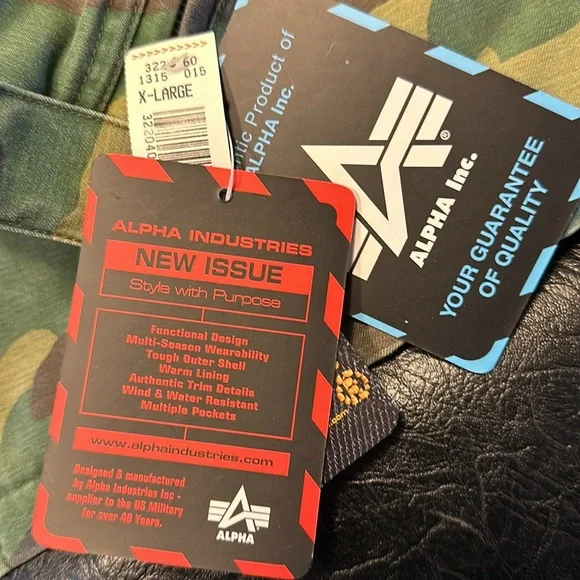 322 60
1315 015
X-LARGE
Product of
ALPHA Inc.
ALPHA Inc.
®
YOUR GUARANTEE
OF QUALITY
ALPHA INDUSTRIES
NEW ISSUE
Style with Purpose
Functional Design
Multi-Season Wearability
Tough Outer Shell
Warm Lining
Authentic Trim Details
Wind & Water Resistant
Multiple Pockets
www.alphaindustries.com
Designed & manufactured
by Alpha Industries Inc -
supplier to the US Military
for over 40 Years.
ALPHA